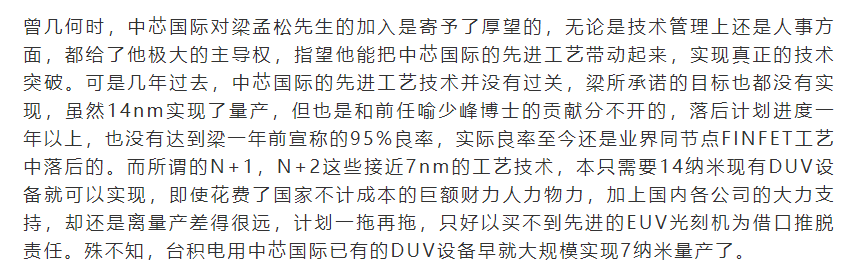 曾几何时，中芯国际对梁孟松先生的加入是寄予了厚望的，无论是技术管理上还是人事方
面，都给了他极大的主导权，指望他能把中芯国际的先进工艺带动起来，实现真正的技术
突破。可是几年过去，中芯国际的先进工艺技术并没有过关，梁所承诺的目标也都没有实
现，虽然14nm实现了量产，但也是和前任喻少峰博士的贡献分不开的，落后计划进度一
年以上，也没有达到梁一年前宣称的95%良率，实际良率至今还是业界同节点FINFET工艺
中落后的。而所谓的N+1，N+2这些接近7nm的工艺技术，本只需要14纳米现有DUV设
备就可以实现，即使花费了国家不计成本的巨额财力人力物力，加上国内各公司的大力支
持，却还是离量产差得很远，计划一拖再拖，只好以买不到先进的EUV光刻机为借口推脱
责任。殊不知，台积电用中芯国际已有的DUV设备早就大规模实现7纳米量产了。